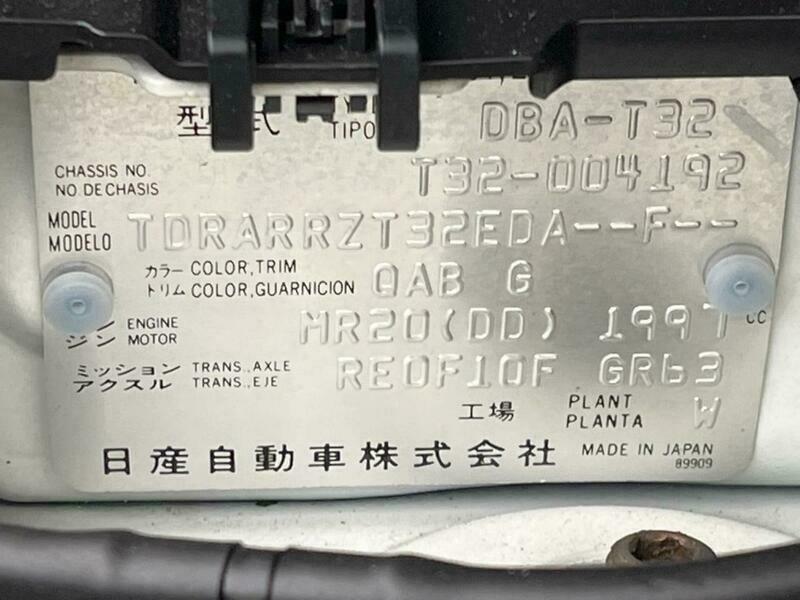 型 式 TIPO DBA-T32
CHASSIS NO.
NO. DE CHASIS T32-004192
MODEL
MODELO TDRARRZT32EDA--F--
カラー COLOR, TRIM
トリム COLOR, GUARNICION QAB G
ENGINE
ジン MOTOR MR20(DD) 1997 CC
ミッション TRANS., AXLE
アクスル TRANS., EJE RE0F10F GR63
工場 PLANT
PLANTA W
日産自動車株式会社 MADE IN JAPAN
89909